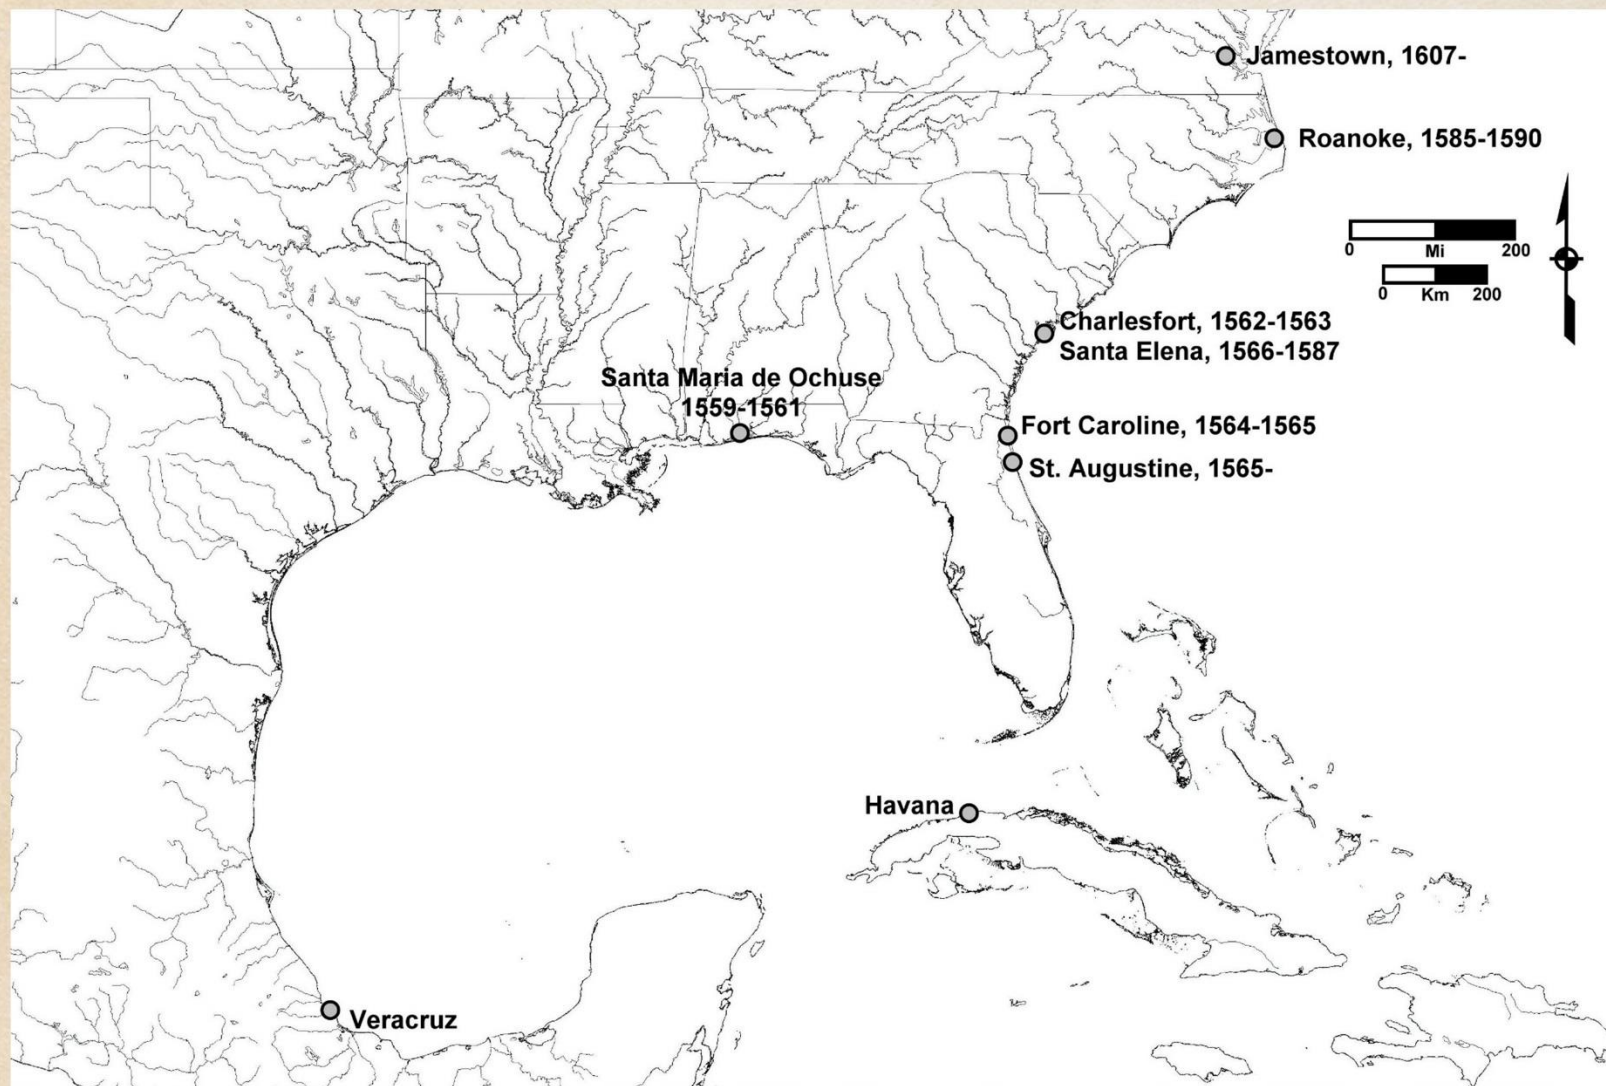 Jamestown, 1607-
Roanoke, 1585-1590
0 Mi 200
0 Km 200
Charlesfort, 1562-1563
Santa Elena, 1566-1587
Santa Maria de Ochuse
1559-1561
Fort Caroline, 1564-1565
St. Augustine, 1565-
Havana
Veracruz